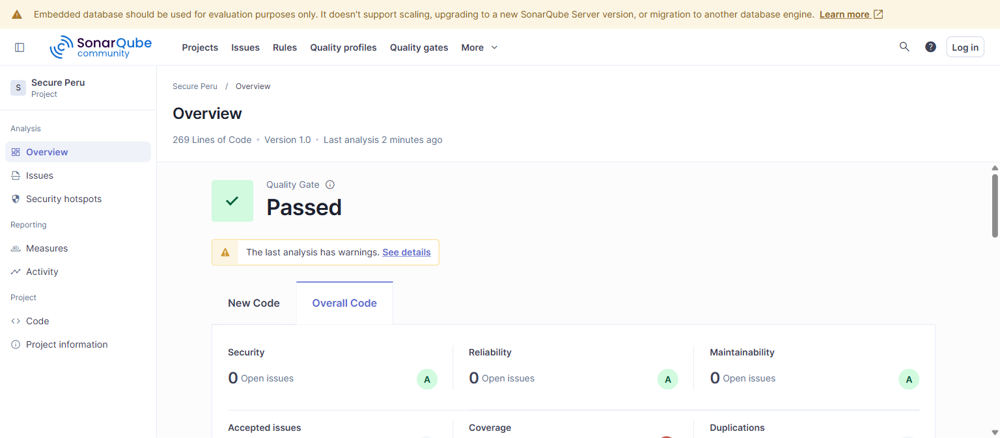 Embedded database should be used for evaluation purposes only. It doesn't support scaling, upgrading to a new SonarQube Server version, or migration to another database engine. Learn more
SonarQube community
Projects Issues Rules Quality profiles Quality gates More
? Log in
S Secure Peru
Project
Analysis
Overview
Issues
Security hotspots
Reporting
ab Measures
Activity
Project
Code
Project information
Secure Peru / Overview
Overview
269 Lines of Code • Version 1.0 • Last analysis 2 minutes ago
Quality Gate
Passed
The last analysis has warnings. See details
New Code Overall Code
Security
0 Open issues A
Reliability
0 Open issues A
Maintainability
0 Open issues A
Accepted issues
Coverage
Duplications